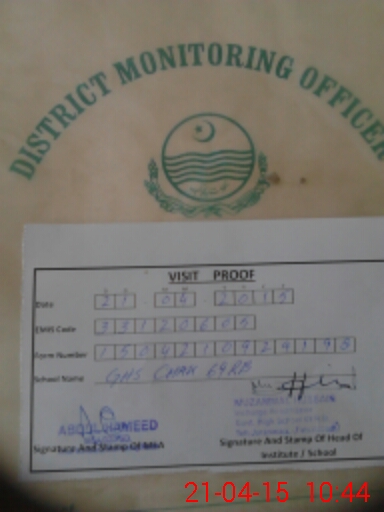 DISTRICT MONITORING OFFICER
VISIT PROOF
Date 21 04 2015
EMIS Code 33120605
Form Number 150421092919
School Name GHS CHAK 69RB
ABDUL HAMEED
Signature And Stamp Of MEA
Signature And Stamp Of Head Of
Institute / School
21-04-15 10:44